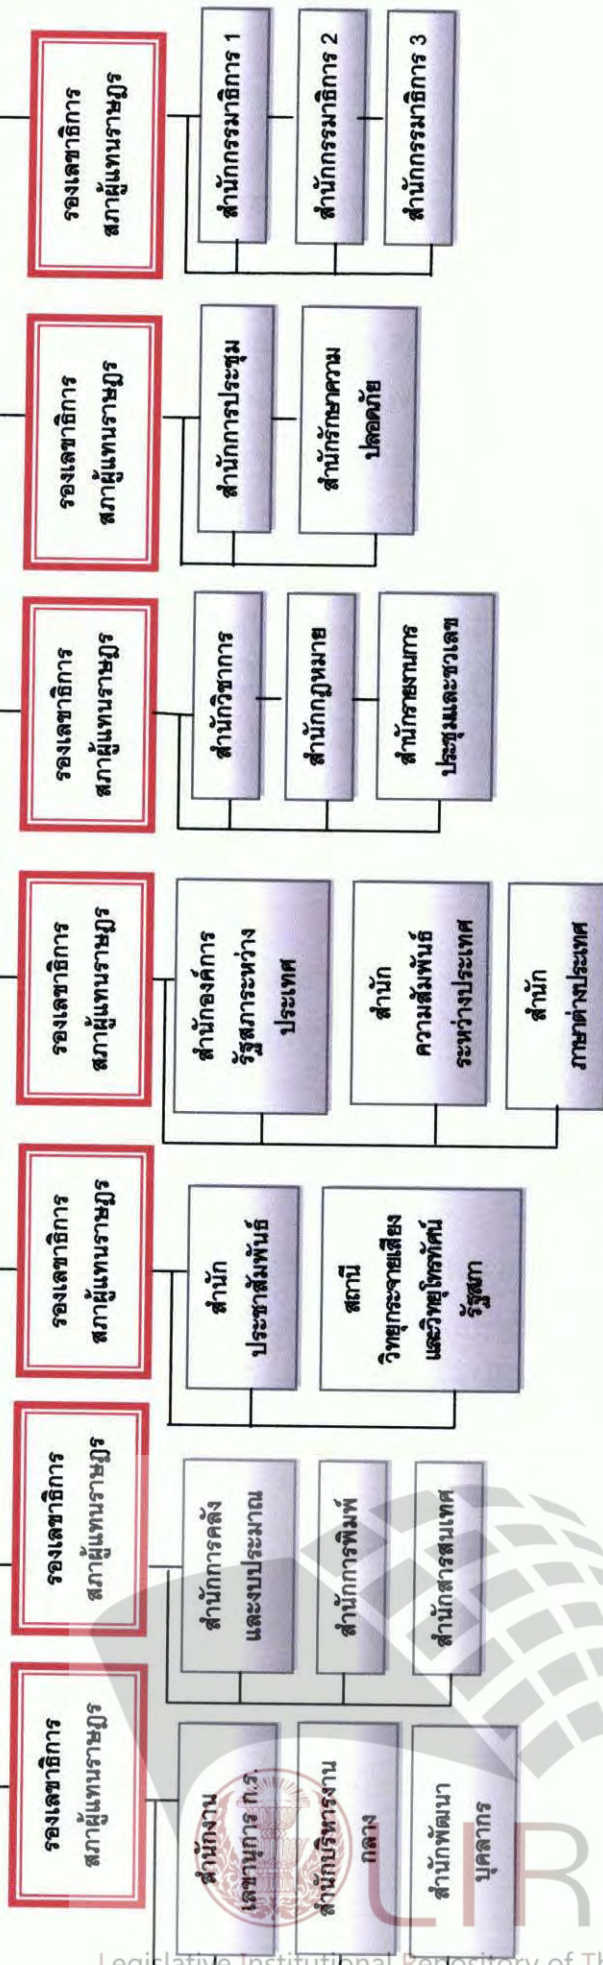 รองเลขาธิการ
สภาผู้แทนราษฎร
สำนักงาน
เลขานุการ ก.ร.
สำนักบริหารงาน
กลาง
สำนักพัฒนา
บุคลากร
รองเลขาธิการ
สภาผู้แทนราษฎร
สำนักการคลัง
และงบประมาณ
สำนักการพิมพ์
สำนักสารสนเทศ
รองเลขาธิการ
สภาผู้แทนราษฎร
สำนัก
ประชาสัมพันธ์
สถานี
วิทยุกระจายเสียง
และวิทยุโทรทัศน์
รัฐสภา
รองเลขาธิการ
สภาผู้แทนราษฎร
สำนักองค์การ
รัฐสภาระหว่าง
ประเทศ
สำนัก
ความสัมพันธ์
ระหว่างประเทศ
สำนัก
ภาษาต่างประเทศ
รองเลขาธิการ
สภาผู้แทนราษฎร
สำนักวิชาการ
สำนักกฎหมาย
สำนักรายงานการ
ประชุมและชวเลข
รองเลขาธิการ
สภาผู้แทนราษฎร
สำนักการประชุม
สำนักรักษาความ
ปลอดภัย
รองเลขาธิการ
สภาผู้แทนราษฎร
สำนักกรรมาธิการ 1
สำนักกรรมาธิการ 2
สำนักกรรมาธิการ 3
LIR
Legislative Institutional Repository of Th